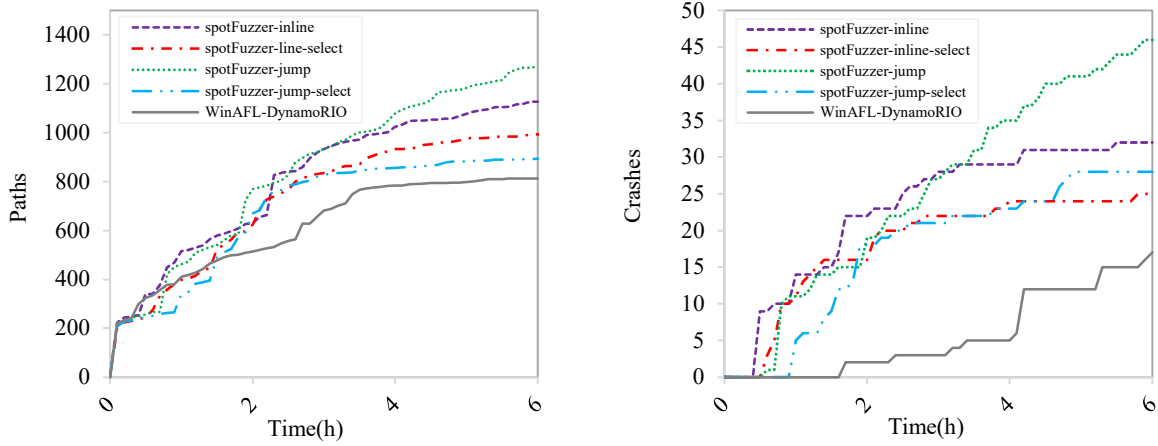 1400
1200
1000
800
600
400
200
0
Paths
spotFuzzer-inline
spotFuzzer-line-select
spotFuzzer-jump
spotFuzzer-jump-select
WinAFL-DynamoRIO
0
2
4
6
Time(h)
50
45
40
35
30
25
20
15
10
5
0
Crashes
spotFuzzer-inline
spotFuzzer-inline-select
spotFuzzer-jump
spotFuzzer-jump-select
WinAFL-DynamoRIO
0
2
4
6
Time(h)